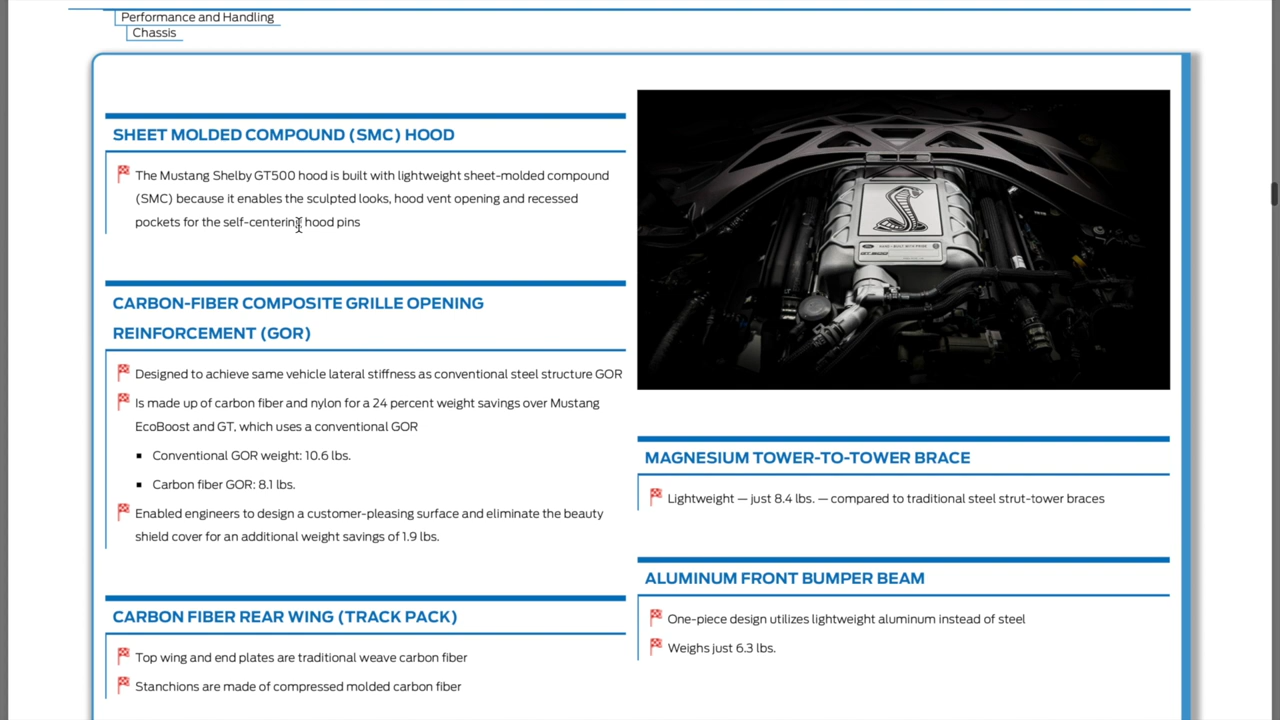 Performance and Handling
Chassis
SHEET MOLDED COMPOUND (SMC) HOOD
The Mustang Shelby GT500 hood is built with lightweight sheet-molded compound
(SMC) because it enables the sculpted looks, hood vent opening and recessed
pockets for the self-centering hood pins
CARBON-FIBER COMPOSITE GRILLE OPENING
REINFORCEMENT (GOR)
Designed to achieve same vehicle lateral stiffness as conventional steel structure GOR
Is made up of carbon fiber and nylon for a 24 percent weight savings over Mustang
EcoBoost and GT, which uses a conventional GOR
Conventional GOR weight: 10.6 lbs.
Carbon fiber GOR: 8.1 lbs.
Enabled engineers to design a customer-pleasing surface and eliminate the beauty
shield cover for an additional weight savings of 1.9 lbs.
CARBON FIBER REAR WING (TRACK PACK)
Top wing and end plates are traditional weave carbon fiber
Stanchions are made of compressed molded carbon fiber
MAGNESIUM TOWER-TO-TOWER BRACE
Lightweight — just 8.4 lbs. — compared to traditional steel strut-tower braces
ALUMINUM FRONT BUMPER BEAM
One-piece design utilizes lightweight aluminum instead of steel
Weighs just 6.3 lbs.